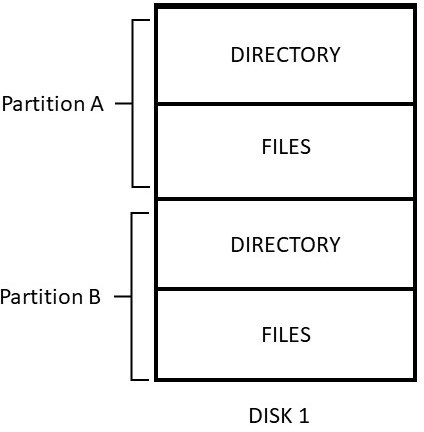 DIRECTORY
Partition A
FILES
DIRECTORY
Partition B
FILES
DISK 1